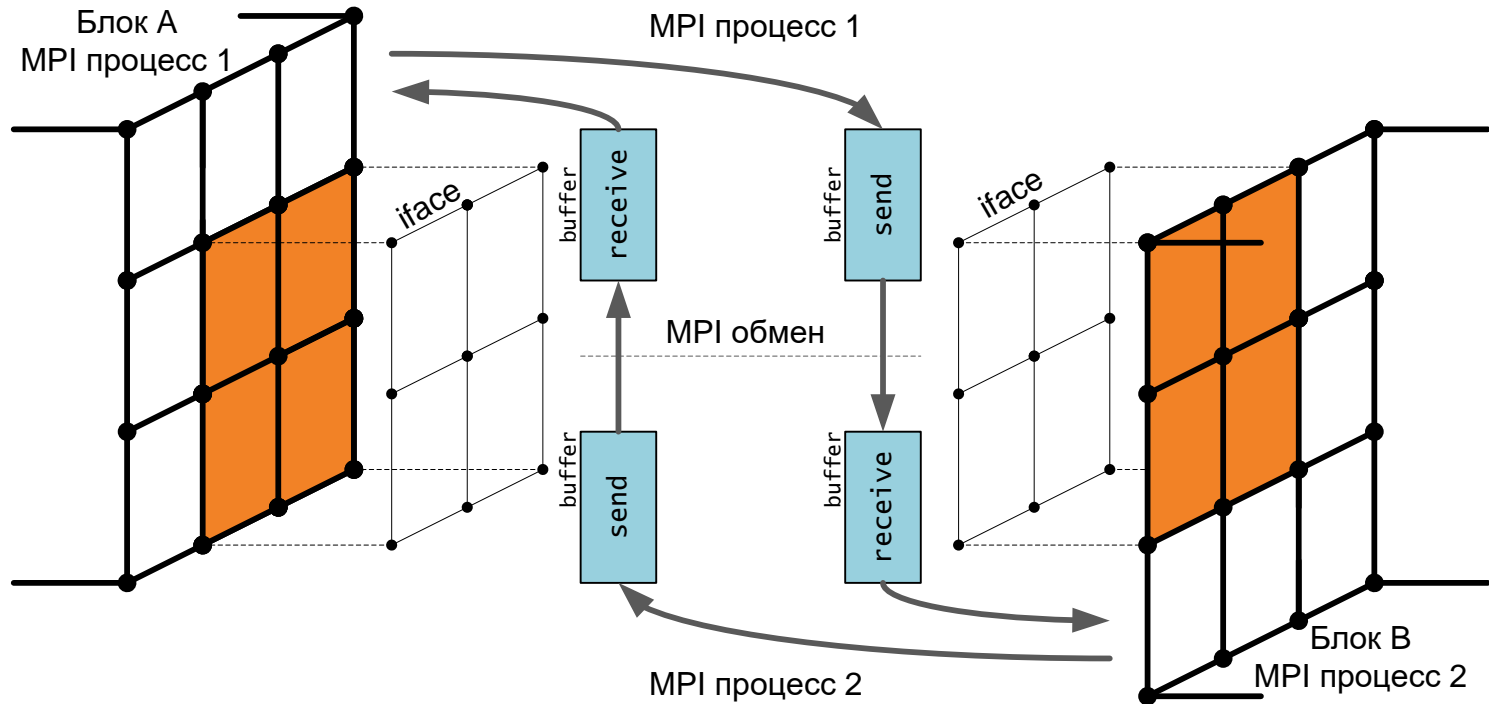 Блок A
MPI процесс 1
MPI процесс 1
iface
buffer
receive
buffer
send
iface
MPI обмен
buffer
send
buffer
receive
MPI процесс 2
Блок B
MPI процесс 2